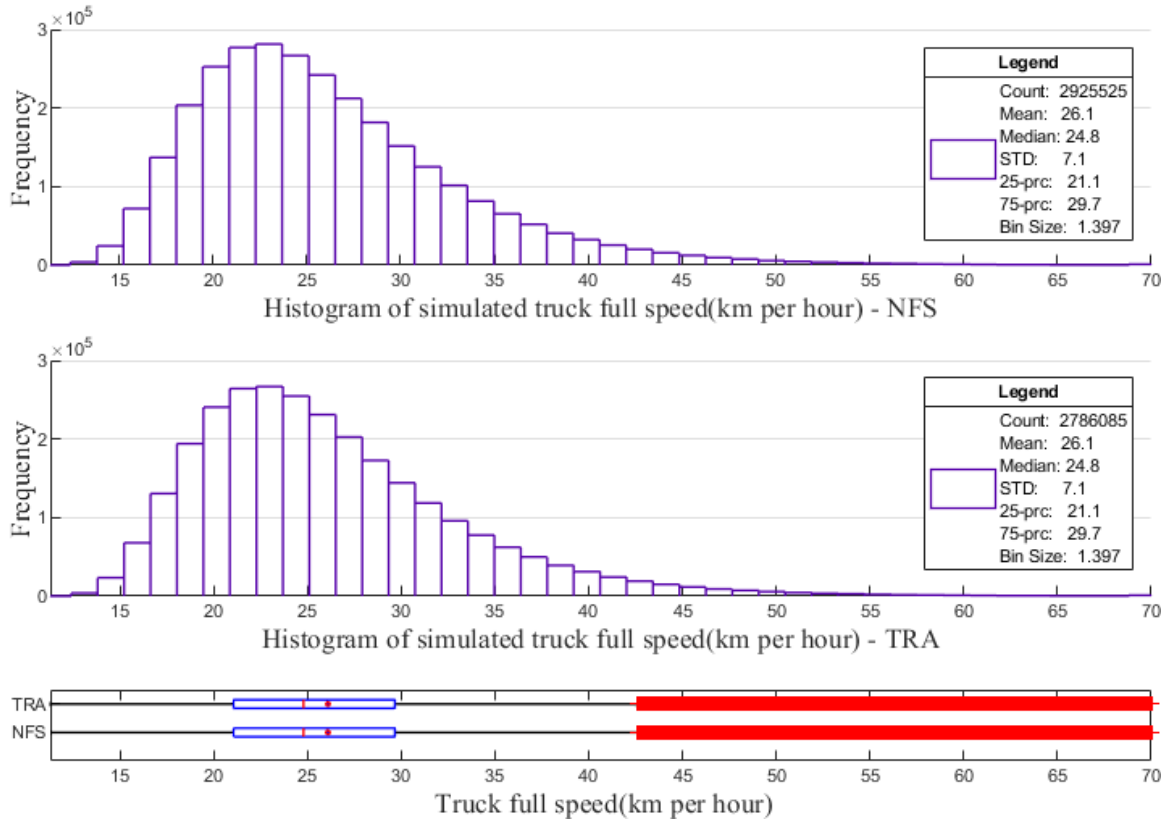 ×10^5
3
2
1
0
Frequency
15 20 25 30 35 40 45 50 55 60 65 70
Histogram of simulated truck full speed(km per hour) - NFS
Legend
Count: 2925525
Mean: 26.1
Median: 24.8
STD: 7.1
25-prc: 21.1
75-prc: 29.7
Bin Size: 1.397
×10^5
3
2
1
0
Frequency
15 20 25 30 35 40 45 50 55 60 65 70
Histogram of simulated truck full speed(km per hour) - TRA
Legend
Count: 2786085
Mean: 26.1
Median: 24.8
STD: 7.1
25-prc: 21.1
75-prc: 29.7
Bin Size: 1.397
TRA
NFS
15 20 25 30 35 40 45 50 55 60 65 70
Truck full speed(km per hour)